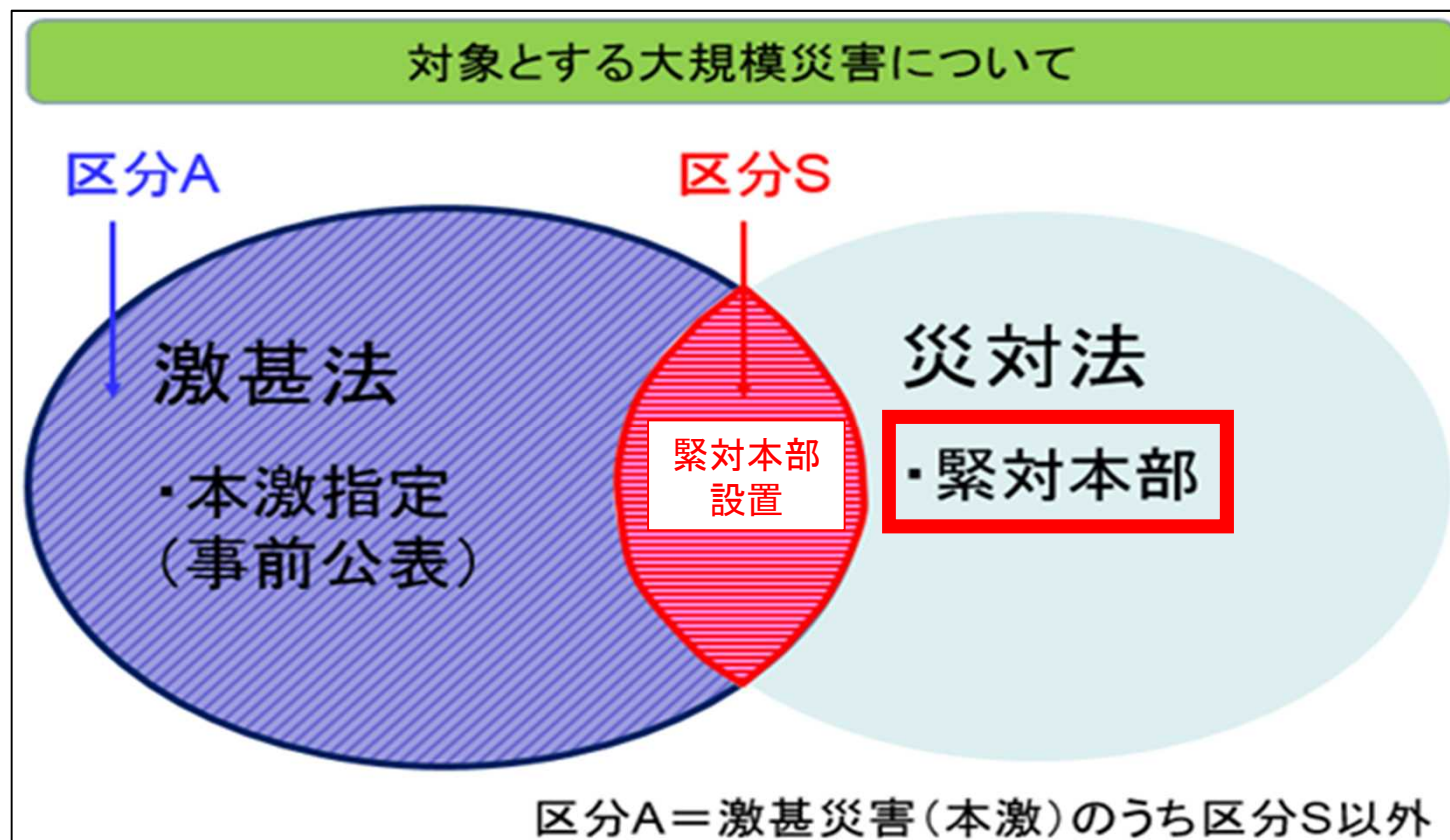 対象とする大規模災害について
区分A
区分S
激甚法
・本激指定
（事前公表）
緊対本部
設置
災対法
・緊対本部
区分A＝激甚災害（本激）のうち区分S以外